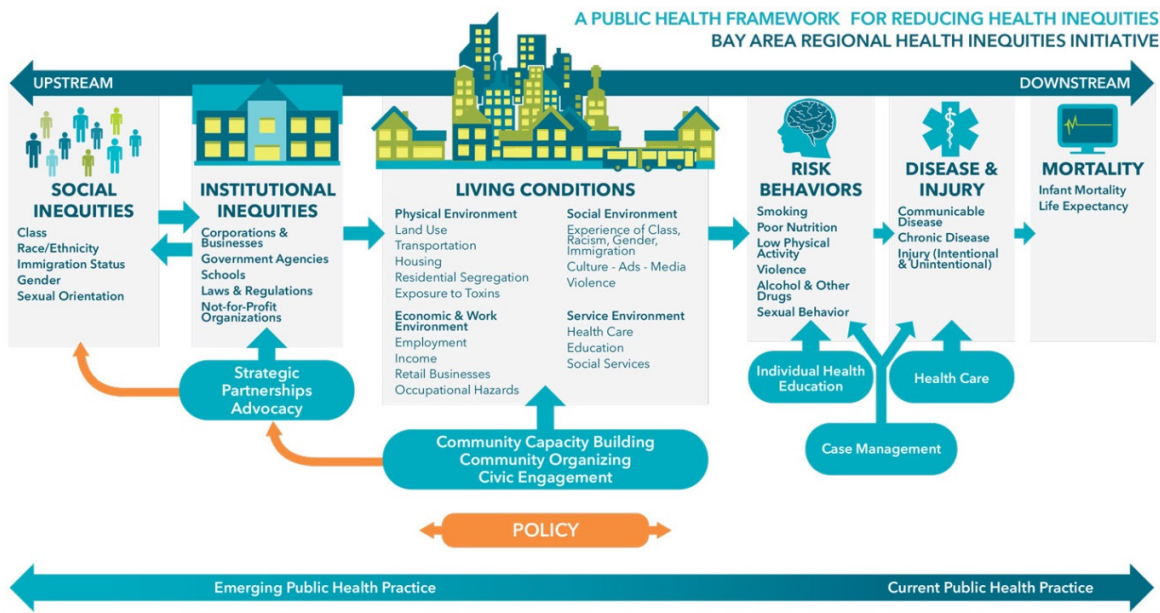 A PUBLIC HEALTH FRAMEWORK FOR REDUCING HEALTH INEQUITIES
BAY AREA REGIONAL HEALTH INEQUITIES INITIATIVE
UPSTREAM
DOWNSTREAM
SOCIAL
INEQUITIES
Class
Race/Ethnicity
Immigration Status
Gender
Sexual Orientation
INSTITUTIONAL
INEQUITIES
Corporations &
Businesses
Government Agencies
Schools
Laws & Regulations
Not-for-Profit
Organizations
LIVING CONDITIONS
Physical Environment
Land Use
Transportation
Housing
Residential Segregation
Exposure to Toxins
Economic & Work
Environment
Employment
Income
Retail Businesses
Occupational Hazards
Social Environment
Experience of Class,
Racism, Gender,
Immigration
Culture - Ads - Media
Violence
Service Environment
Health Care
Education
Social Services
RISK
BEHAVIORS
Smoking
Poor Nutrition
Low Physical
Activity
Violence
Alcohol & Other
Drugs
Sexual Behavior
DISEASE &
INJURY
Communicable
Disease
Chronic Disease
Injury (Intentional
& Unintentional)
MORTALITY
Infant Mortality
Life Expectancy
Strategic
Partnerships
Advocacy
Community Capacity Building
Community Organizing
Civic Engagement
Individual Health
Education
Health Care
Case Management
POLICY
Emerging Public Health Practice
Current Public Health Practice